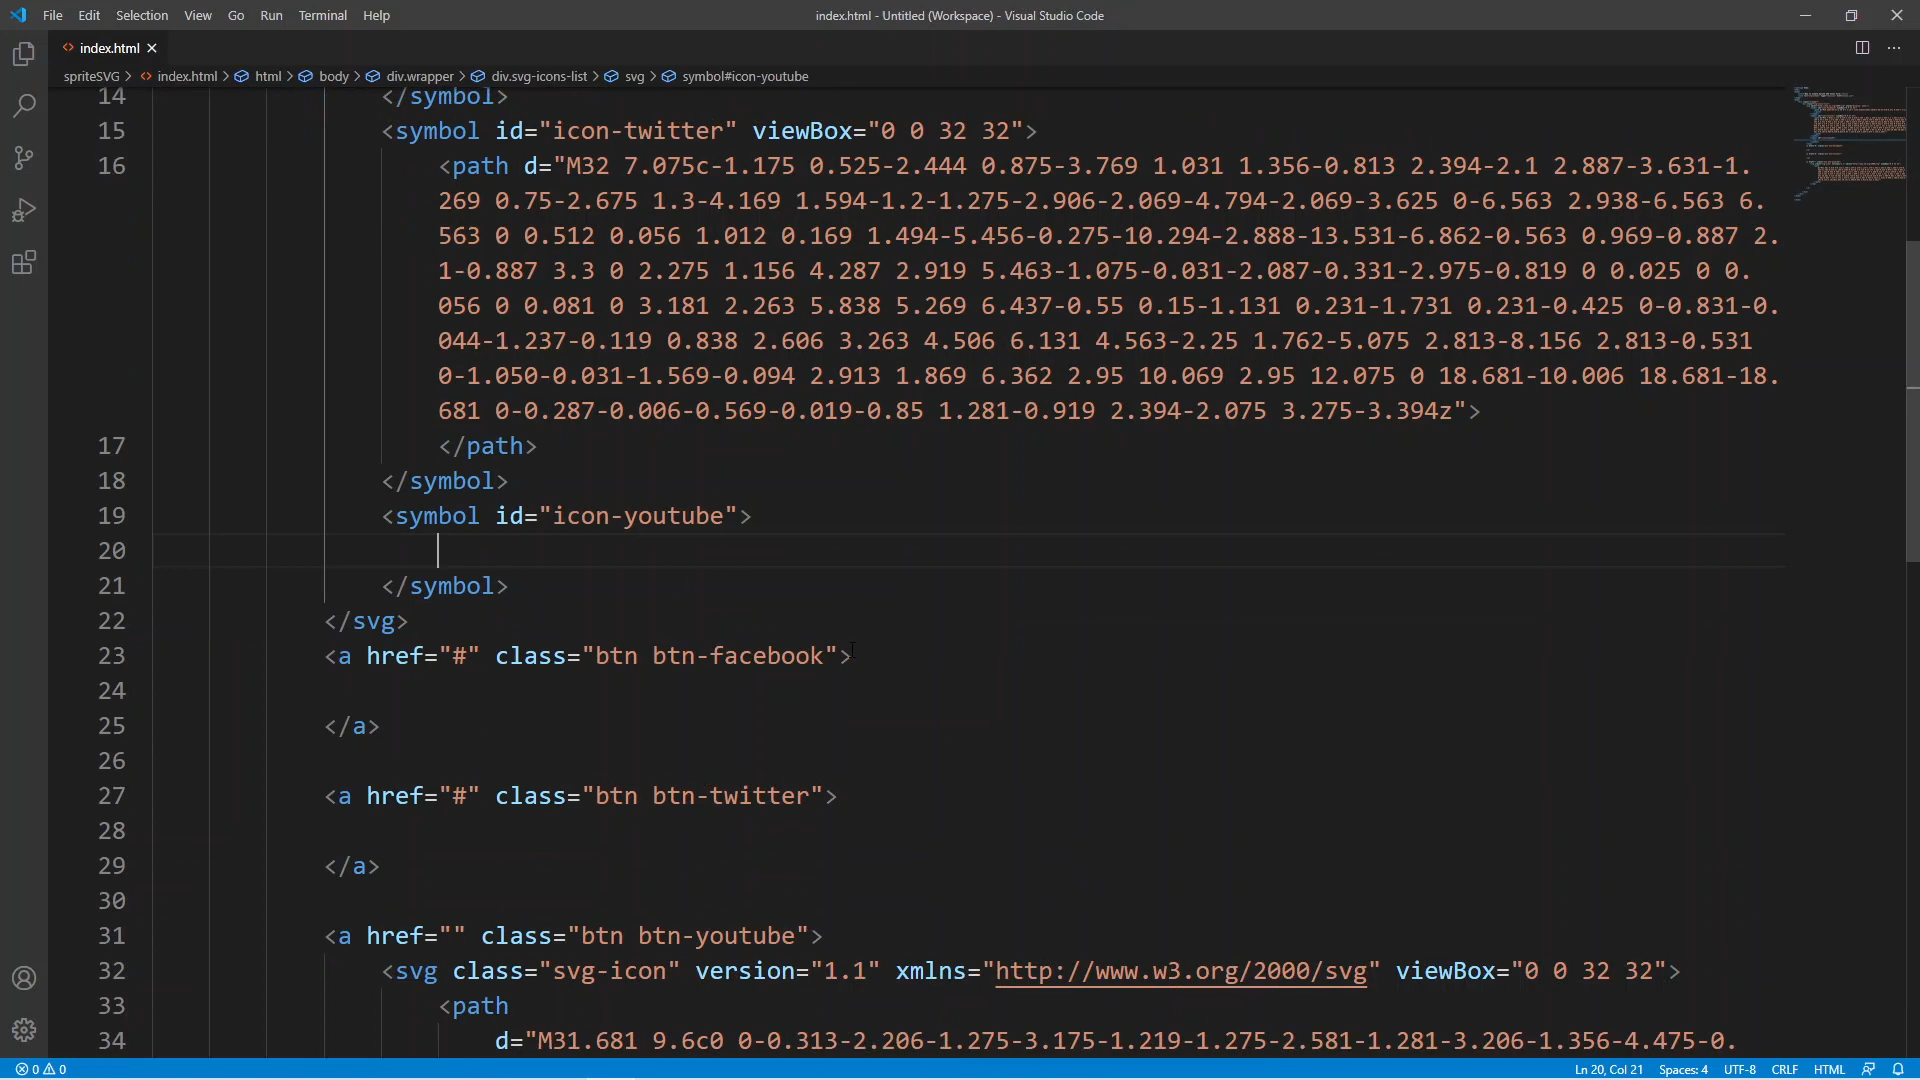 File Edit Selection View Go Run Terminal Help
index.html - Untitled (Workspace) - Visual Studio Code
index.html
spriteSVG > index.html > html > body > div.wrapper > div.svg-icons-list > svg > symbol#icon-youtube
14 </symbol>
15 <symbol id="icon-twitter" viewBox="0 0 32 32">
16 <path d="M32 7.075c-1.175 0.525-2.444 0.875-3.769 1.031 1.356-0.813 2.394-2.1 2.887-3.631-1.
269 0.75-2.675 1.3-4.169 1.594-1.2-1.275-2.906-2.069-4.794-2.069-3.625 0-6.563 2.938-6.563 6.
563 0 0.512 0.056 1.012 0.169 1.494-5.456-0.275-10.294-2.888-13.531-6.862-0.563 0.969-0.887 2.
1-0.887 3.3 0 2.275 1.156 4.287 2.919 5.463-1.075-0.031-2.087-0.331-2.975-0.819 0 0.025 0 0.
056 0 0.081 0 3.181 2.263 5.838 5.269 6.437-0.55 0.15-1.131 0.231-1.731 0.231-0.425 0-0.831-0.
044-1.237-0.119 0.838 2.606 3.263 4.506 6.131 4.563-2.25 1.762-5.075 2.813-8.156 2.813-0.531
0-1.050-0.031-1.569-0.094 2.913 1.869 6.362 2.95 10.069 2.95 12.075 0 18.681-10.006 18.681-18.
681 0-0.287-0.006-0.569-0.019-0.85 1.281-0.919 2.394-2.075 3.275-3.394z">
17 </path>
18 </symbol>
19 <symbol id="icon-youtube">
20
21 </symbol>
22 </svg>
23 <a href="#" class="btn btn-facebook">
24
25 </a>
26
27 <a href="#" class="btn btn-twitter">
28
29 </a>
30
31 <a href="" class="btn btn-youtube">
32 <svg class="svg-icon" version="1.1" xmlns="http://www.w3.org/2000/svg" viewBox="0 0 32 32">
33 <path
34 d="M31.681 9.6c0 0-0.313-2.206-1.275-3.175-1.219-1.275-2.581-1.281-3.206-1.356-4.475-0.
0 0
Ln 20, Col 21 Spaces: 4 UTF-8 CRLF HTML